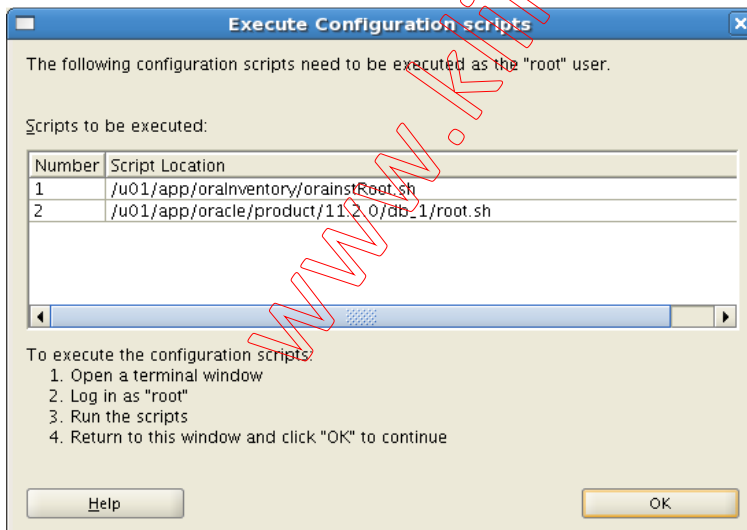 Execute Configuration scripts
The following configuration scripts need to be executed as the "root" user.
Scripts to be executed:
Number Script Location
1 /u01/app/oraInventory/orainstRoot.sh
2 /u01/app/oracle/product/11.2.0/db_1/root.sh
To execute the configuration scripts:
1. Open a terminal window
2. Log in as "root"
3. Run the scripts
4. Return to this window and click "OK" to continue
Help OK